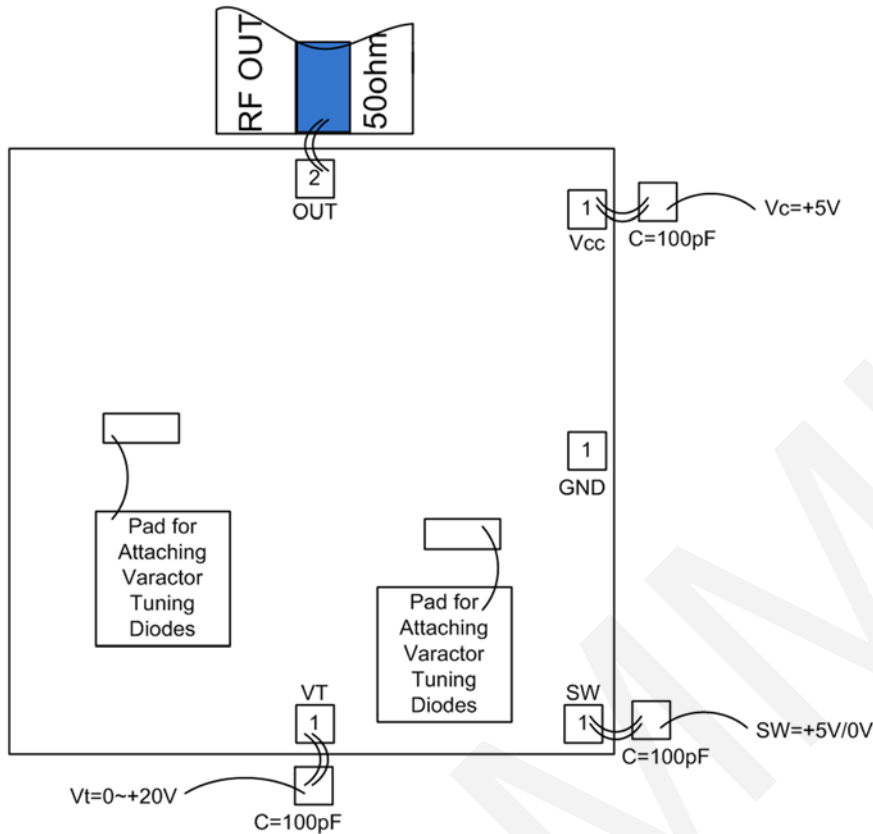 RF OUT
50ohm
2
OUT
1
Vcc
C=100pF
Vc=+5V
1
GND
Pad for
Attaching
Varactor
Tuning
Diodes
Pad for
Attaching
Varactor
Tuning
Diodes
VT
1
SW
1
C=100pF
SW=+5V/0V
Vt=0~+20V
C=100pF